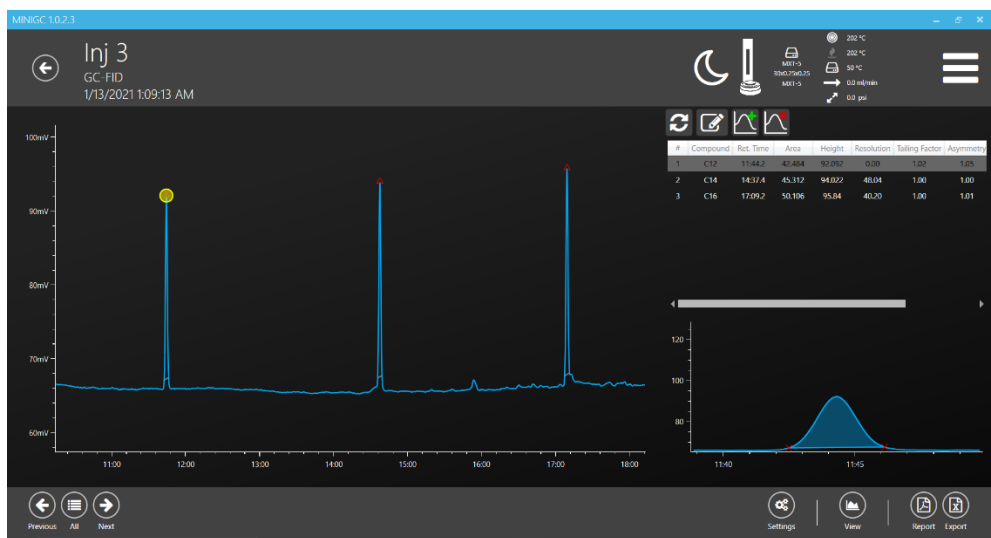 MINIGC 1.0.2.3
Inj 3
GC-FID
1/13/2021 1:09:13 AM
MXT-5
30x0.25x0.25
MXT-5
202 °C
202 °C
50 °C
0.0 ml/min
0.0 psi
# Compound Ret. Time Area Height Resolution Tailing Factor Asymmetry
1 C12 11:44.2 42.484 92.092 0.00 1.02 1.05
2 C14 14:37.4 45.312 94.022 48.04 1.00 1.00
3 C16 17:09.2 50.106 95.84 40.20 1.00 1.01
100mV
90mV
80mV
70mV
60mV
11:00 12:00 13:00 14:00 15:00 16:00 17:00 18:00
120
100
80
11:40 11:45
Previous All Next
Settings View Report Export